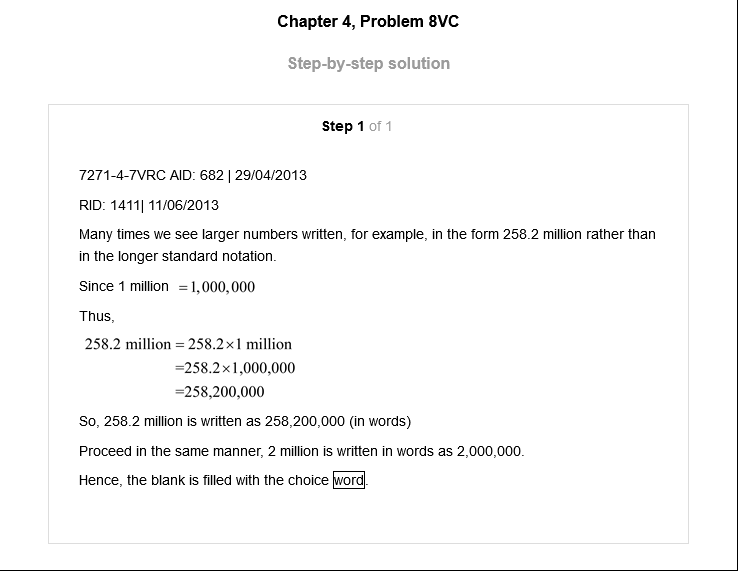 Chapter 4, Problem 8VC
Step-by-step solution
Step 1 of 1
7271-4-7VRC AID: 682 | 29/04/2013
RID: 1411| 11/06/2013
Many times we see larger numbers written, for example, in the form 258.2 million rather than
in the longer standard notation.
Since 1 million = 1,000,000
Thus,
258.2 million = 258.2×1 million
=258.2×1,000,000
=258,200,000
So, 258.2 million is written as 258,200,000 (in words)
Proceed in the same manner, 2 million is written in words as 2,000,000.
Hence, the blank is filled with the choice word.